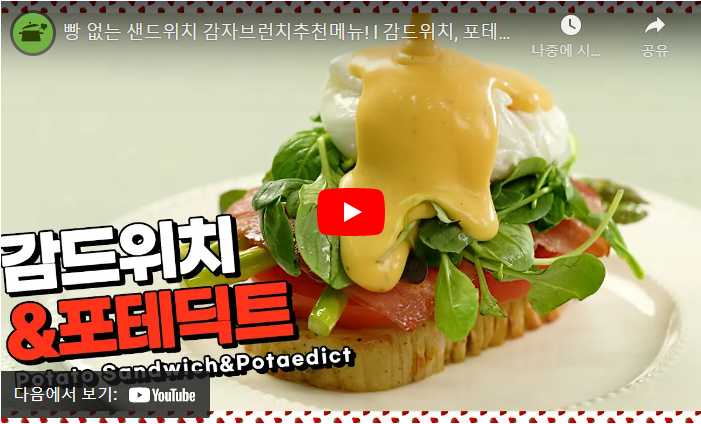 빵 없는 샌드위치 감자브런치추천메뉴! I 감드위치, 포테...
나중에 시...
공유
감드위치
&포테딕트
Potato Sandwich&Potaedict
다음에서 보기: YouTube